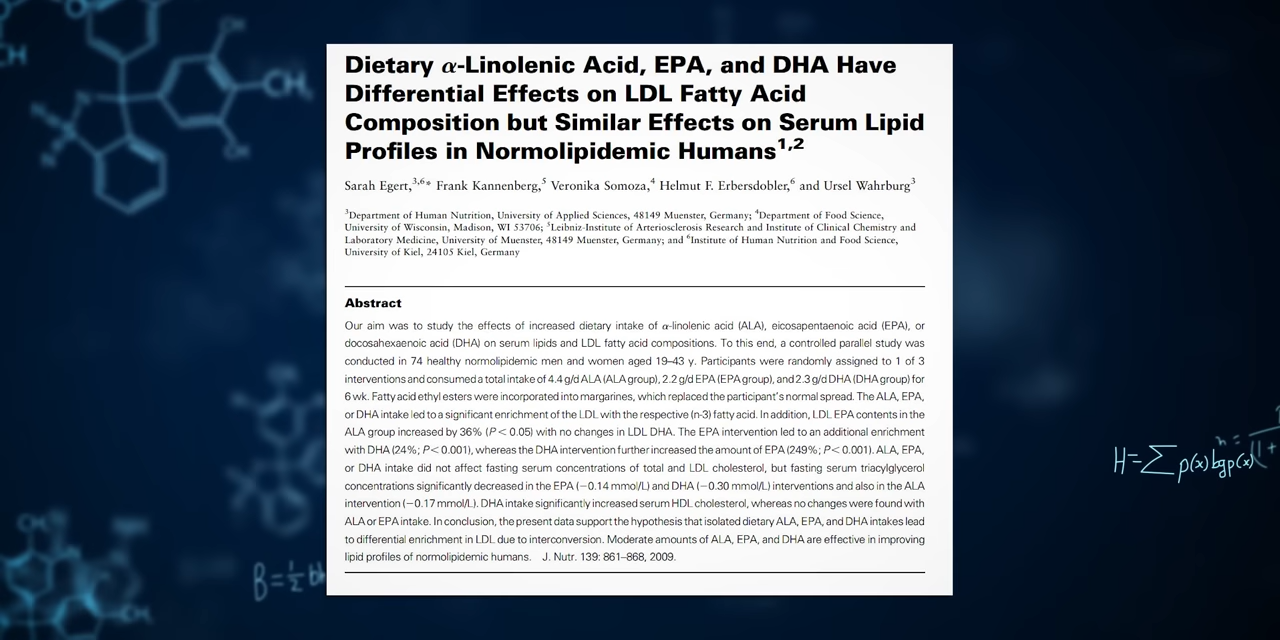 Dietary α-Linolenic Acid, EPA, and DHA Have
Differential Effects on LDL Fatty Acid
Composition but Similar Effects on Serum Lipid
Profiles in Normolipidemic Humans1,2
Sarah Egert,3,6* Frank Kannenberg,5 Veronika Somoza,4 Helmut F. Erbersdobler,6 and Ursel Wahrburg3
3Department of Human Nutrition, University of Applied Sciences, 48149 Muenster, Germany; 4Department of Food Science,
University of Wisconsin, Madison, WI 53706; 5Leibniz-Institute of Arteriosclerosis Research and Institute of Clinical Chemistry and
Laboratory Medicine, University of Muenster, 48149 Muenster, Germany; and 6Institute of Human Nutrition and Food Science,
University of Kiel, 24105 Kiel, Germany
Abstract
Our aim was to study the effects of increased dietary intake of α-linolenic acid (ALA), eicosapentaenoic acid (EPA), or
docosahexaenoic acid (DHA) on serum lipids and LDL fatty acid compositions. To this end, a controlled parallel study was
conducted in 74 healthy normolipidemic men and women aged 19–43 y. Participants were randomly assigned to 1 of 3
interventions and consumed a total intake of 4.4 g/d ALA (ALA group), 2.2 g/d EPA (EPA group), and 2.3 g/d DHA (DHA group) for
6 wk. Fatty acid ethyl esters were incorporated into margarines, which replaced the participant's normal spread. The ALA, EPA,
or DHA intake led to a significant enrichment of the LDL with the respective (n-3) fatty acid. In addition, LDL EPA contents in the
ALA group increased by 36% (P < 0.05) with no changes in LDL DHA. The EPA intervention led to an additional enrichment
with DHA (24%; P < 0.001), whereas the DHA intervention further increased the amount of EPA (249%; P < 0.001). ALA, EPA,
or DHA intake did not affect fasting serum concentrations of total and LDL cholesterol, but fasting serum triacylglycerol
concentrations significantly decreased in the EPA (−0.14 mmol/L) and DHA (−0.30 mmol/L) interventions and also in the ALA
intervention (−0.17 mmol/L). DHA intake significantly increased serum HDL cholesterol, whereas no changes were found with
ALA or EPA intake. In conclusion, the present data support the hypothesis that isolated dietary ALA, EPA, and DHA intakes lead
to differential enrichment in LDL due to interconversion. Moderate amounts of ALA, EPA, and DHA are effective in improving
lipid profiles of normolipidemic humans. J. Nutr. 139: 861–868, 2009.
CH
CH
CH
H=∑ p(x) log p(x)